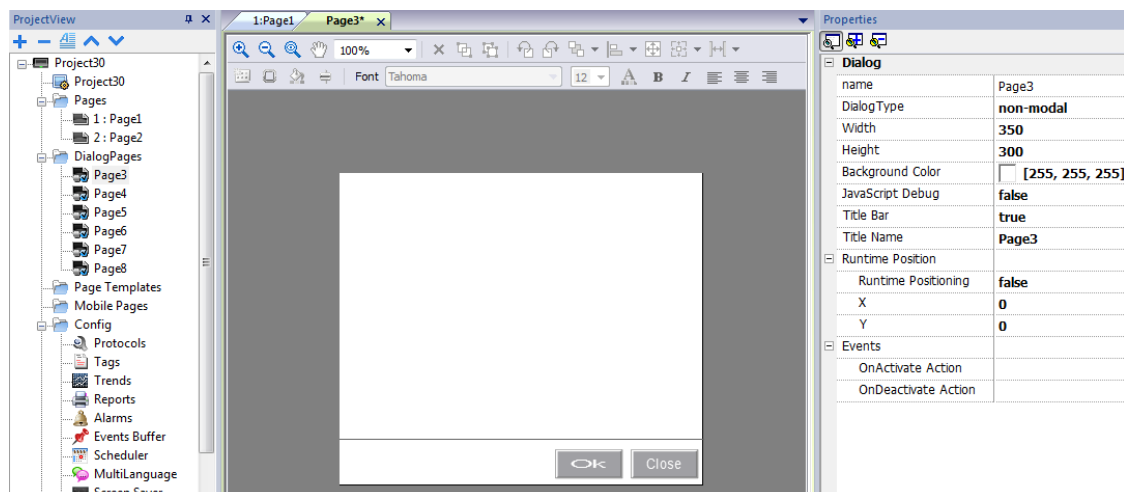 ProjectView
Project30
Project30
Pages
1 : Page1
2 : Page2
DialogPages
Page3
Page4
Page5
Page6
Page7
Page8
Page Templates
Mobile Pages
Config
Protocols
Tags
Trends
Reports
Alarms
Events Buffer
Scheduler
MultiLanguage
1:Page1 Page3*
100%
Font Tahoma 12 A B I
Ok Close
Properties
Dialog
name Page3
DialogType non-modal
Width 350
Height 300
Background Color [255, 255, 255]
JavaScript Debug false
Title Bar true
Title Name Page3
Runtime Position
Runtime Positioning false
X 0
Y 0
Events
OnActivate Action
OnDeactivate Action